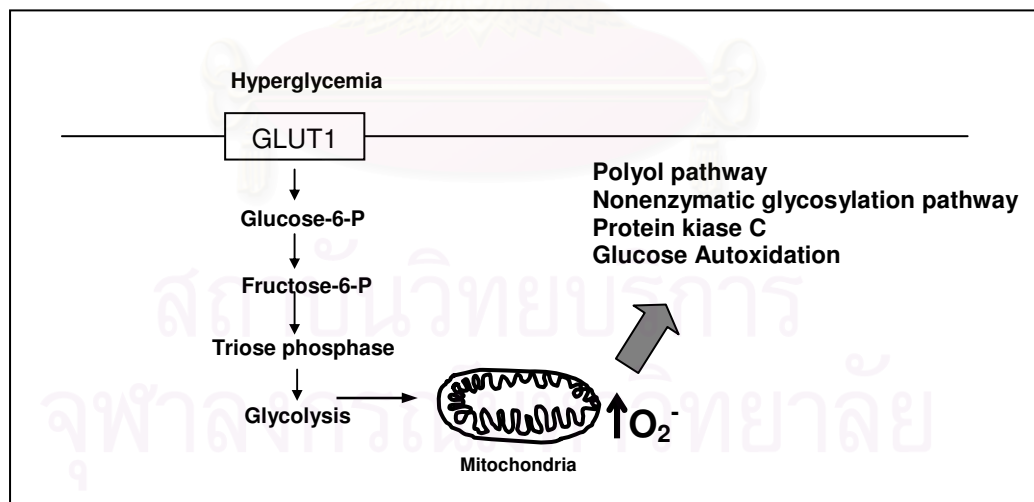 Hyperglycemia
GLUT1
Glucose-6-P
Fructose-6-P
Triose phosphase
Glycolysis
Mitochondria
O2-
Polyol pathway
Nonenzymatic glycosylation pathway
Protein kiase C
Glucose Autoxidation
สถาบันวิทยบริการ
จุฬาลงกรณ์มหาวิทยาลัย